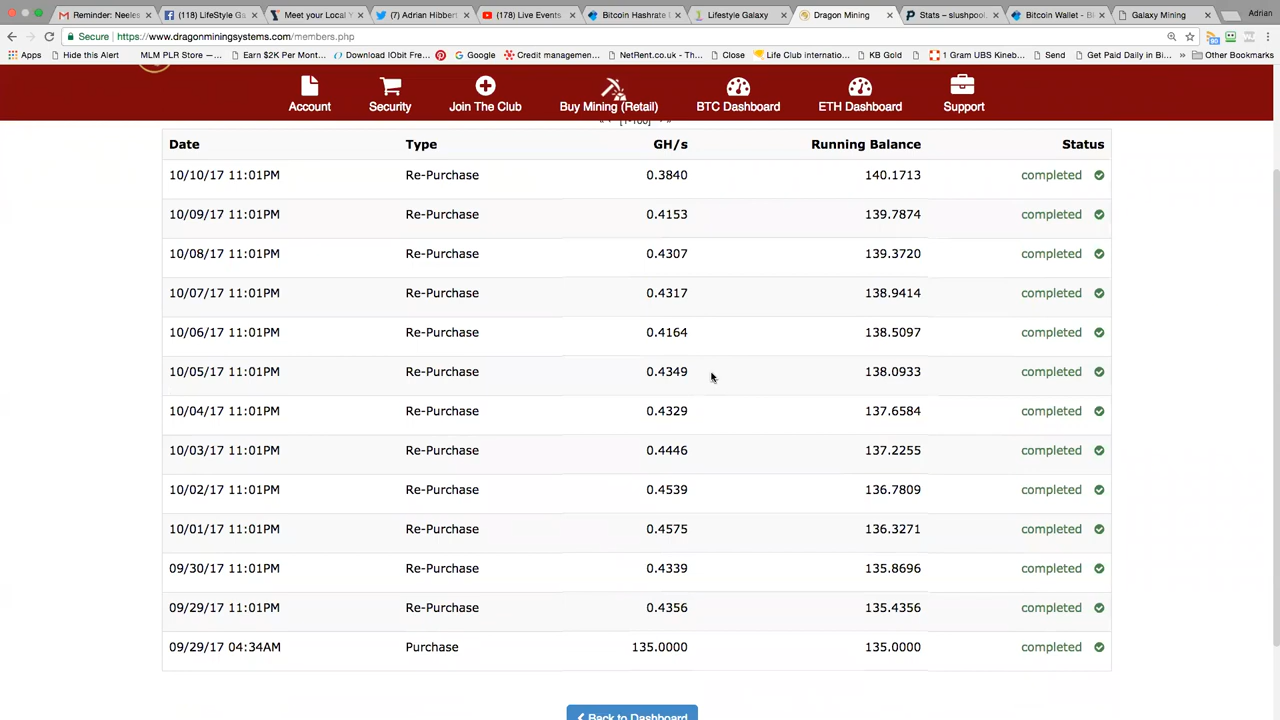 Reminder: Neeles
(118) LifeStyle Ga
Meet your Local Y
(7) Adrian Hibbert
(178) Live Events
Bitcoin Hashrate D
Lifestyle Galaxy
Dragon Mining
Stats – slushpool.
Bitcoin Wallet - Bi
Galaxy Mining
Adrian
Secure https://www.dragonminingsystems.com/members.php
Apps Hide this Alert MLM PLR Store —... Earn $2K Per Mont... Download IObit Fre... Google Credit managemen... NetRent.co.uk - Th... KB Gold Close Life Club internatio... 1 Gram UBS Kineb... Send Get Paid Daily in Bi... Other Bookmarks
Account Security Join The Club Buy Mining (Retail) BTC Dashboard ETH Dashboard Support
[1-100]
Date Type GH/s Running Balance Status
10/10/17 11:01PM Re-Purchase 0.3840 140.1713 completed
10/09/17 11:01PM Re-Purchase 0.4153 139.7874 completed
10/08/17 11:01PM Re-Purchase 0.4307 139.3720 completed
10/07/17 11:01PM Re-Purchase 0.4317 138.9414 completed
10/06/17 11:01PM Re-Purchase 0.4164 138.5097 completed
10/05/17 11:01PM Re-Purchase 0.4349 138.0933 completed
10/04/17 11:01PM Re-Purchase 0.4329 137.6584 completed
10/03/17 11:01PM Re-Purchase 0.4446 137.2255 completed
10/02/17 11:01PM Re-Purchase 0.4539 136.7809 completed
10/01/17 11:01PM Re-Purchase 0.4575 136.3271 completed
09/30/17 11:01PM Re-Purchase 0.4339 135.8696 completed
09/29/17 11:01PM Re-Purchase 0.4356 135.4356 completed
09/29/17 04:34AM Purchase 135.0000 135.0000 completed
Back to Dashboard